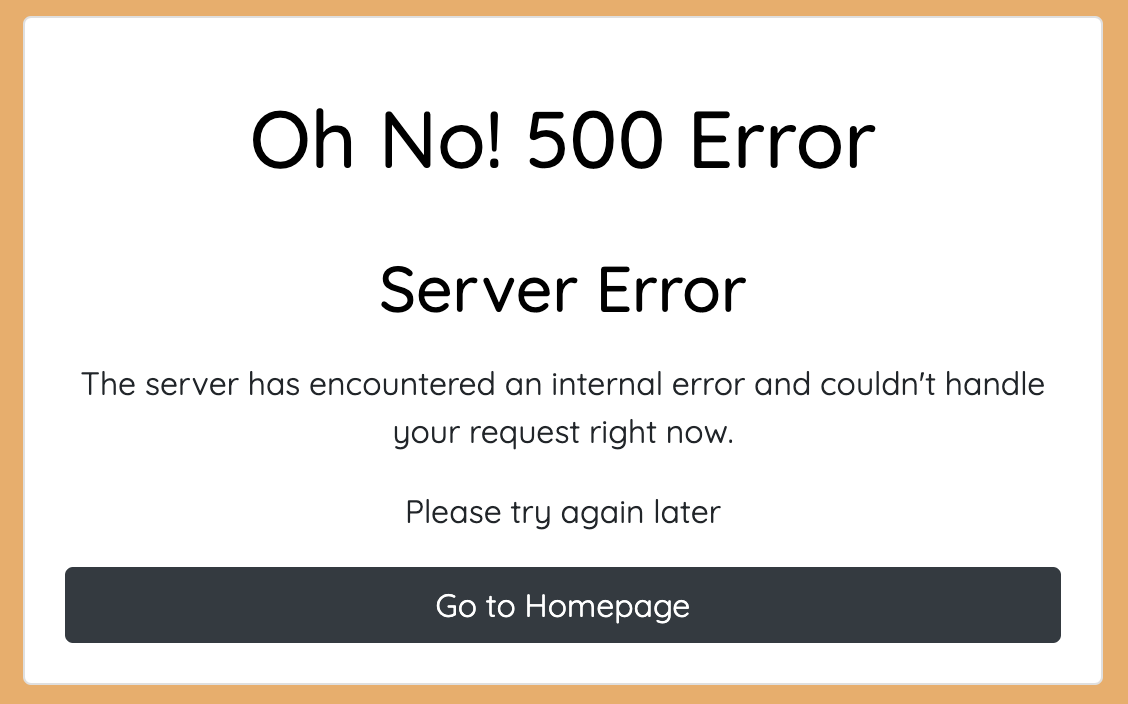 Oh No! 500 Error
Server Error
The server has encountered an internal error and couldn't handle
your request right now.
Please try again later
Go to Homepage